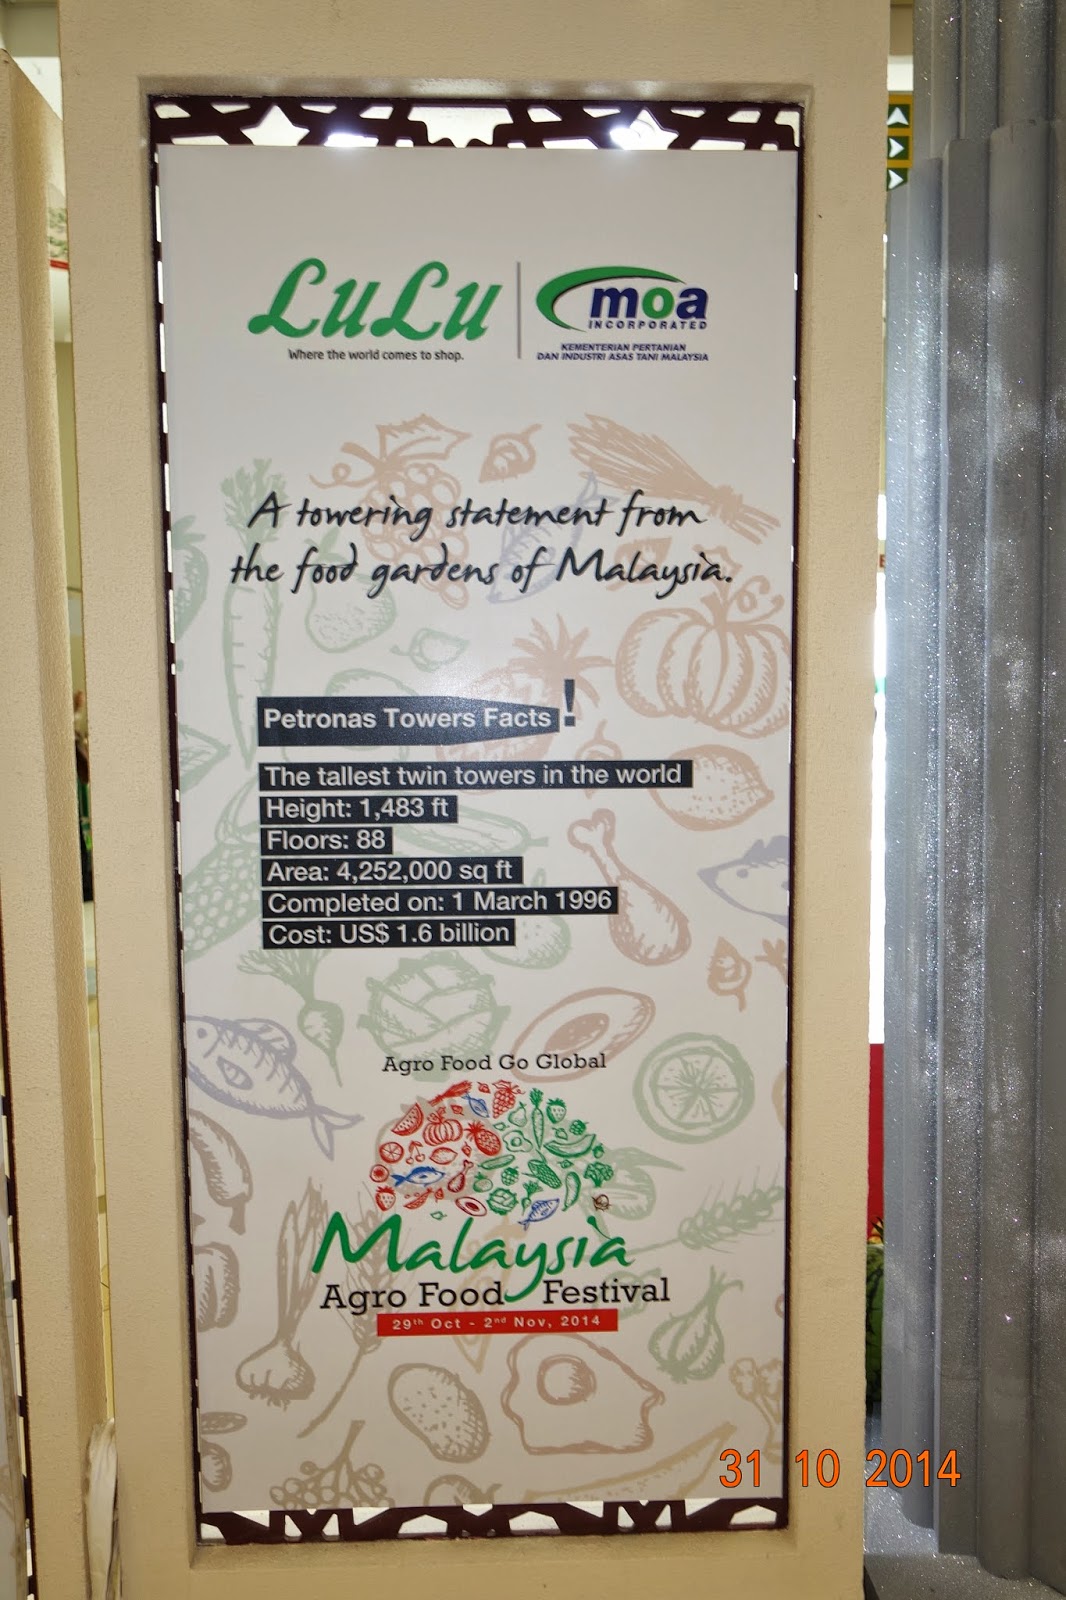 LuLu
Where the world comes to shop.
moa
INCORPORATED
KEMENTERIAN PERTANIAN
DAN INDUSTRI ASAS TANI MALAYSIA
A towering statement from
the food gardens of Malaysia.
Petronas Towers Facts!
The tallest twin towers in the world
Height: 1,483 ft
Floors: 88
Area: 4,252,000 sq ft
Completed on: 1 March 1996
Cost: US$ 1.6 billion
Agro Food Go Global
Malaysia
Agro Food Festival
29th Oct - 2nd Nov, 2014
31 10 2014